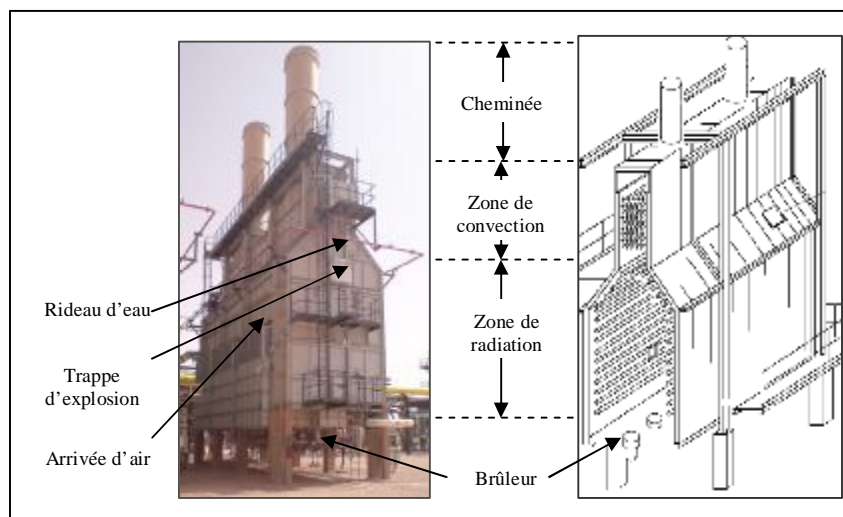 Cheminée
Zone de
convection
Rideau d'eau
Zone de
radiation
Trappe
d'explosion
Arrivée d'air
Brûleur